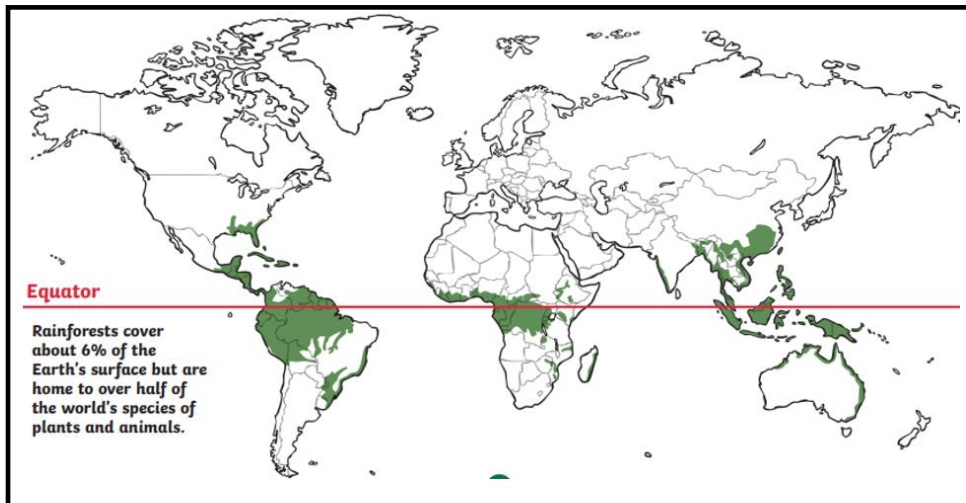 Equator
Rainforests cover
about 6% of the
Earth's surface but are
home to over half of
the world's species of
plants and animals.